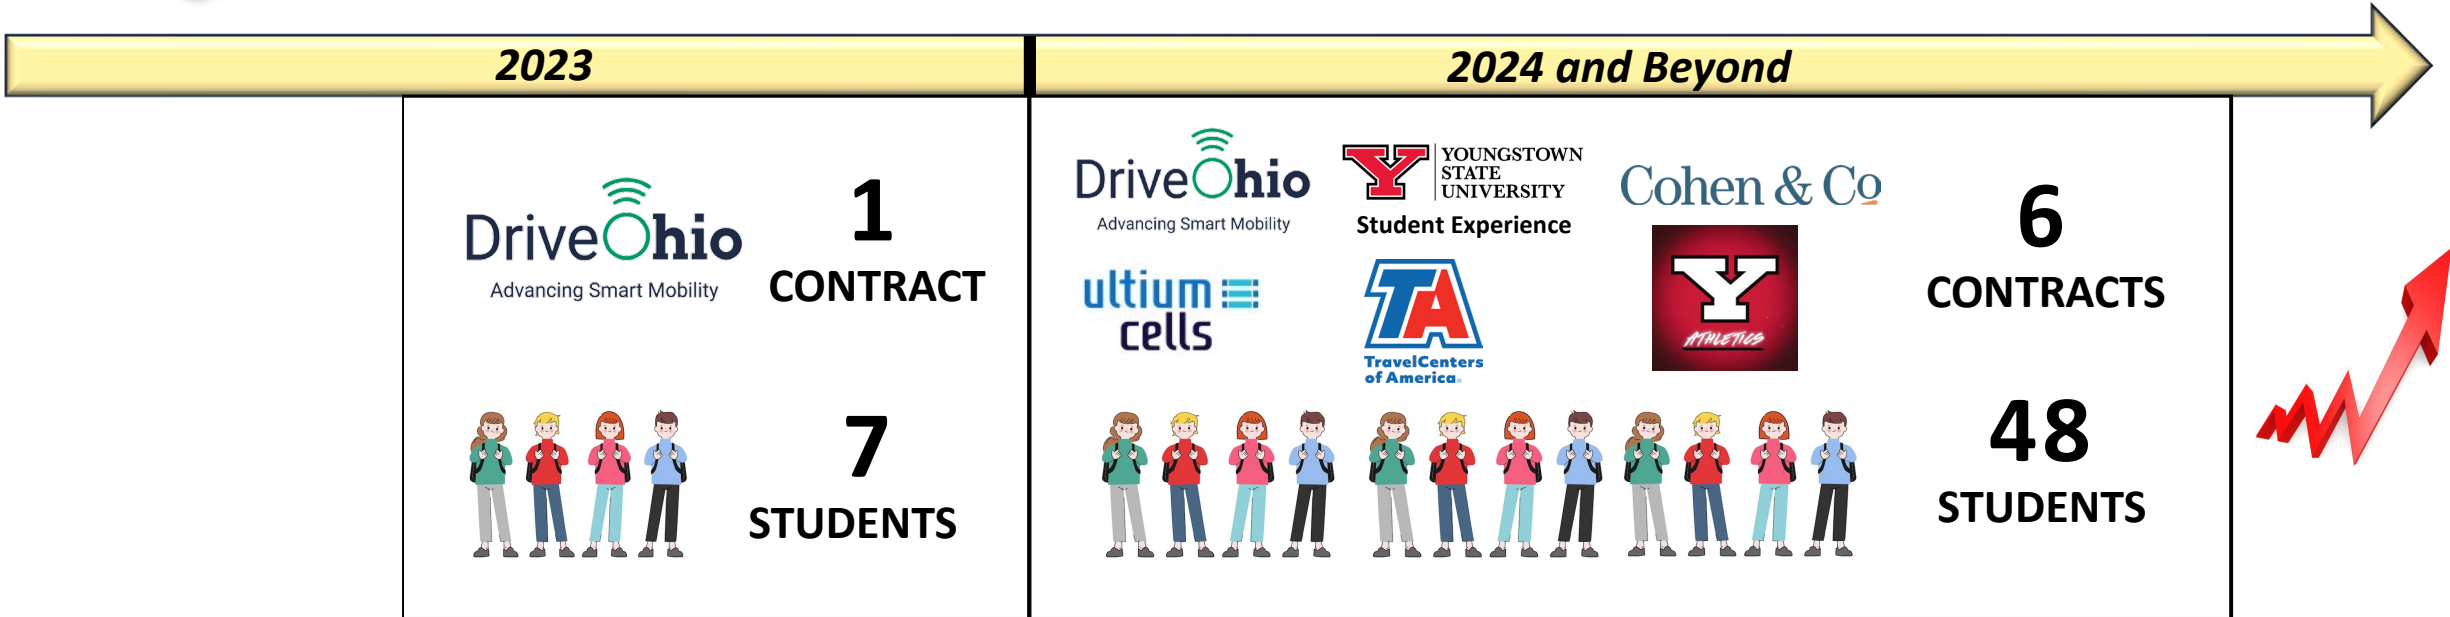 2023
2024 and Beyond
DriveOhio
Advancing Smart Mobility
1
CONTRACT
7
STUDENTS
DriveOhio
Advancing Smart Mobility
Y
YOUNGSTOWN
STATE
UNIVERSITY
Student Experience
Cohen & Co
ultium
cells
TA
TravelCenters
of America
Y
ATHLETICS
6
CONTRACTS
48
STUDENTS